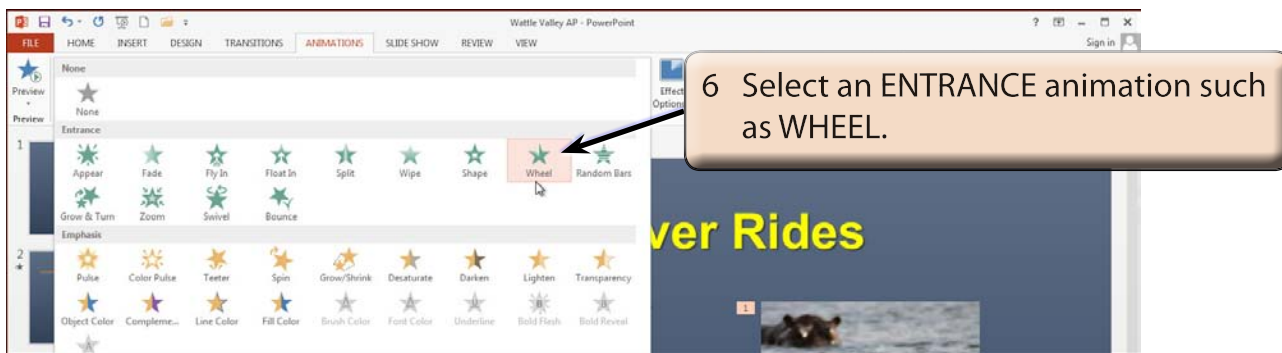 Wattle Valley AP - PowerPoint
?
Sign in
FILE HOME INSERT DESIGN TRANSITIONS ANIMATIONS SLIDE SHOW REVIEW VIEW
Preview
Preview
None
None
Effect
Options
6 Select an ENTRANCE animation such
as WHEEL.
Entrance
Appear Fade Fly In Float In Split Wipe Shape Wheel Random Bars
Grow & Turn Zoom Swivel Bounce
Emphasis
Pulse Color Pulse Teeter Spin Grow/Shrink Desaturate Darken Lighten Transparency
Object Color Compleme... Line Color Fill Color Brush Color Font Color Underline Bold Flash Bold Reveal
1
2
ver Rides
1